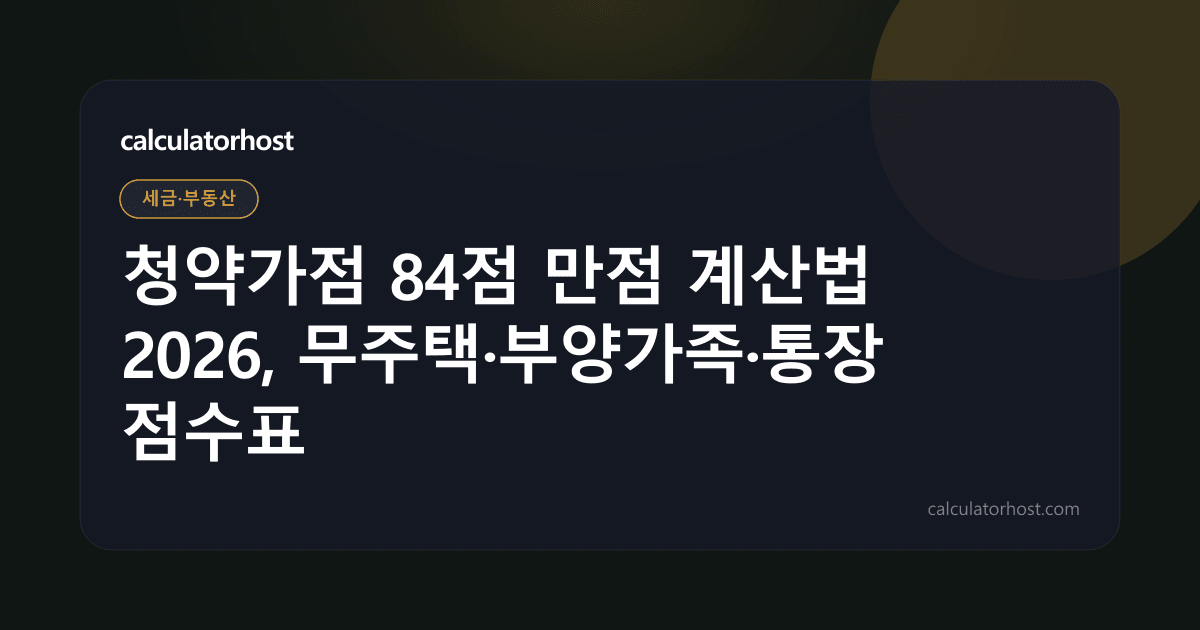 calculatorhost
세금·부동산
청약가점 84점 만점 계산법
2026, 무주택·부양가족·통장
점수표
calculatorhost.com